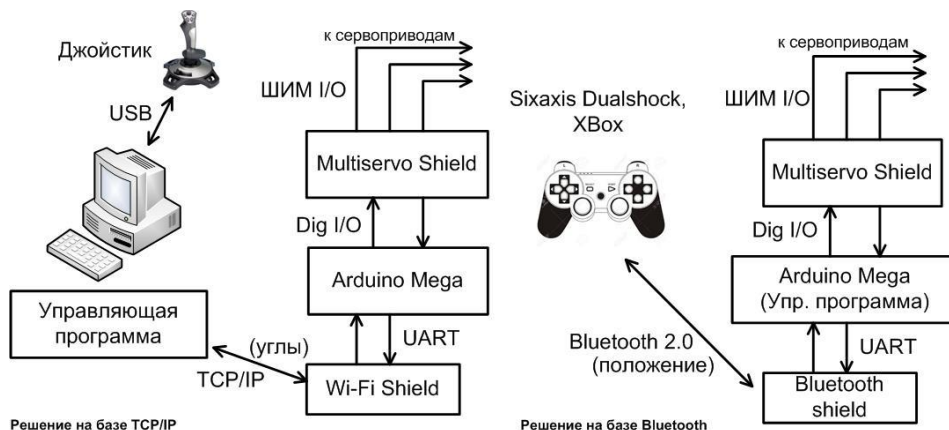 Джойстик
USB
Управляющая
программа
(углы)
TCP/IP
к сервоприводам
ШИМ I/O
Multiservo Shield
Dig I/O
Arduino Mega
UART
Wi-Fi Shield
Решение на базе TCP/IP
Sixaxis Dualshock,
XBox
Bluetooth 2.0
(положение)
к сервоприводам
ШИМ I/O
Multiservo Shield
Dig I/O
Arduino Mega
(Упр. программа)
UART
Bluetooth
shield
Решение на базе Bluetooth